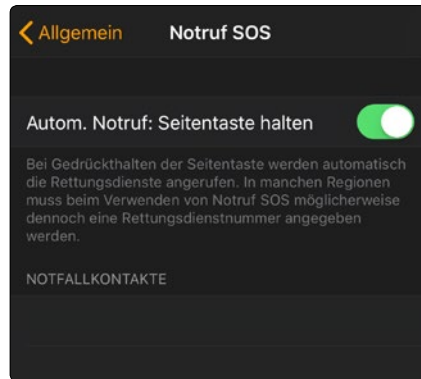 Allgemein Notruf SOS
Autom. Notruf: Seitentaste halten
Bei Gedrückthalten der Seitentaste werden automatisch
die Rettungsdienste angerufen. In manchen Regionen
muss beim Verwenden von Notruf SOS möglicherweise
dennoch eine Rettungsdienstnummer angegeben
werden.
NOTFALLKONTAKTE